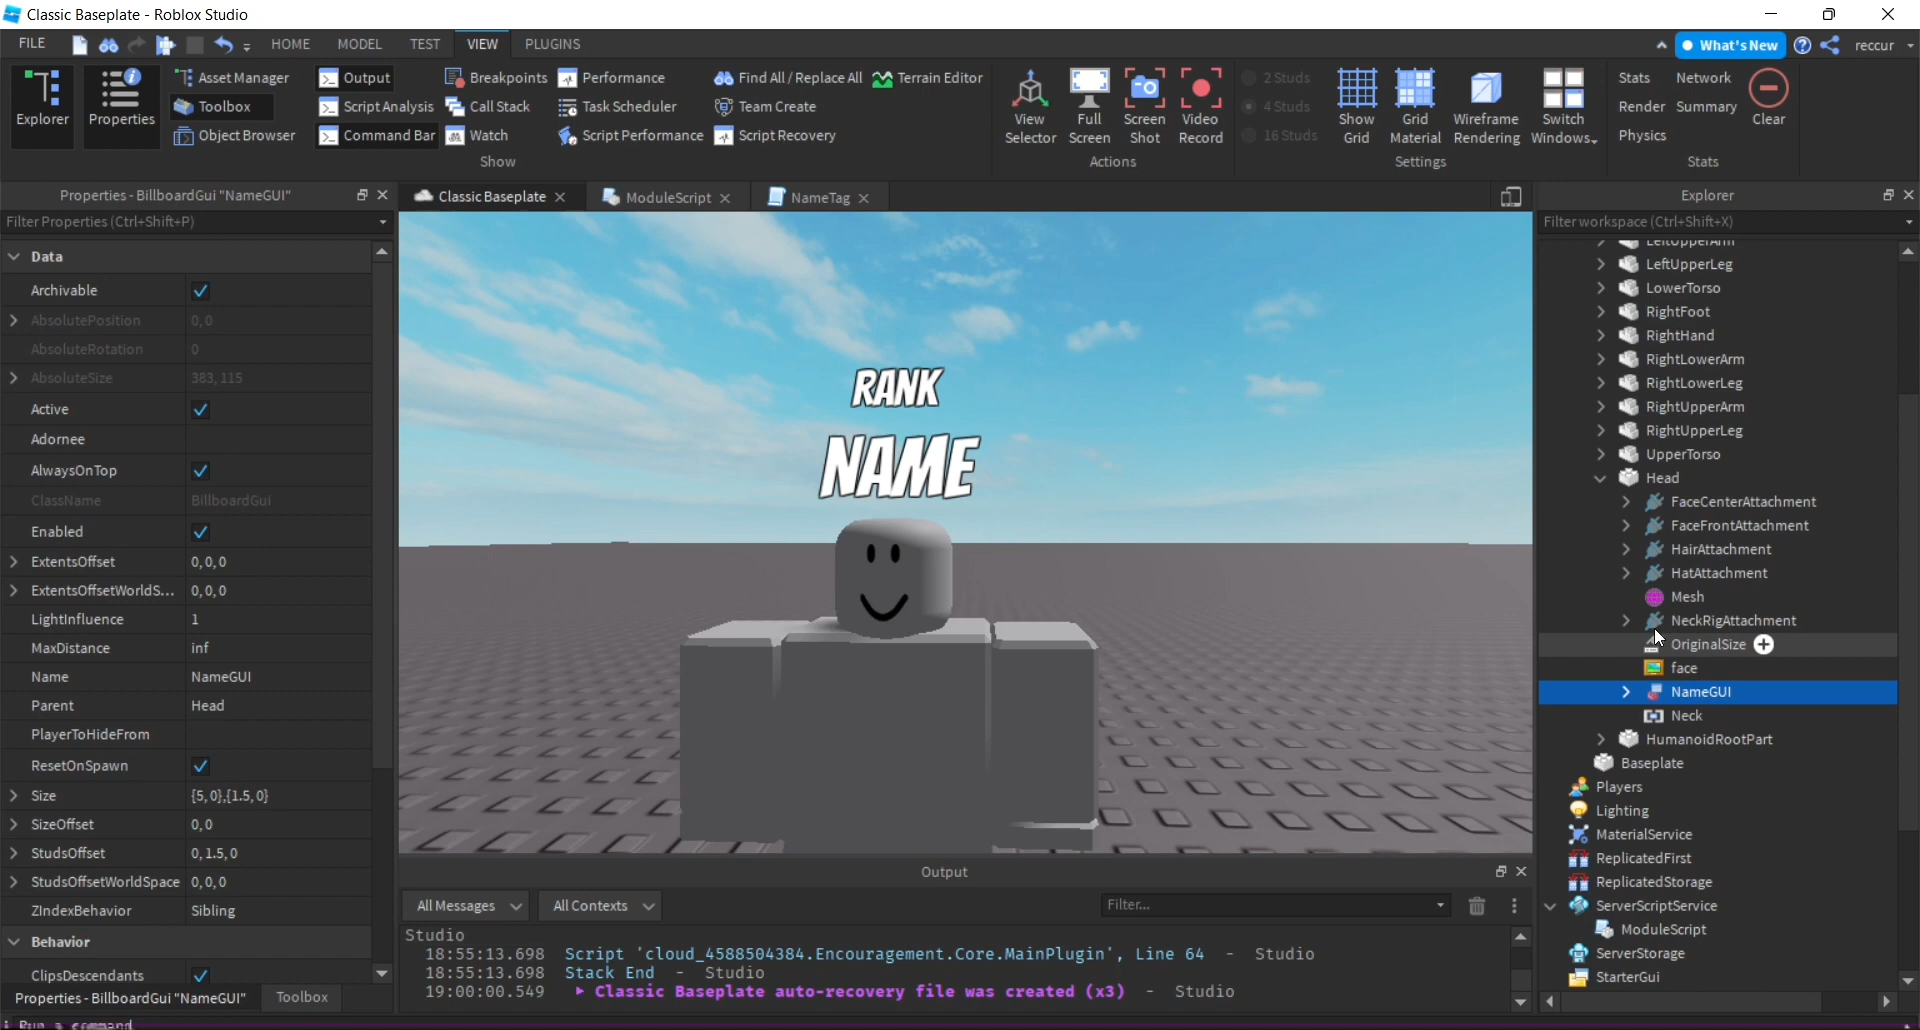 Classic Baseplate - Roblox Studio
FILE HOME MODEL TEST VIEW PLUGINS What's New reccur
Explorer
Properties
Asset Manager
Toolbox
Object Browser
Output
Script Analysis
Command Bar
Breakpoints
Call Stack
Watch
Performance
Task Scheduler
Script Performance
Find All / Replace All
Team Create
Script Recovery
Terrain Editor
Show
View
Selector
Full
Screen
Screen
Shot
Video
Record
Actions
2 Studs
4 Studs
16 Studs
Show
Grid
Grid
Material
Wireframe
Rendering
Switch
Windows
Settings
Stats
Render
Physics
Network
Summary
Clear
Stats
Properties - BillboardGui "NameGUI"
Filter Properties (Ctrl+Shift+P)
Data
Archivable
AbsolutePosition 0, 0
AbsoluteRotation 0
AbsoluteSize 383, 115
Active
Adornee
AlwaysOnTop
ClassName BillboardGui
Enabled
ExtentsOffset 0, 0, 0
ExtentsOffsetWorldS... 0, 0, 0
LightInfluence 1
MaxDistance inf
Name NameGUI
Parent Head
PlayerToHideFrom
ResetOnSpawn
Size {5, 0},{1.5, 0}
SizeOffset 0, 0
StudsOffset 0, 1.5, 0
StudsOffsetWorldSpace 0, 0, 0
ZIndexBehavior Sibling
Behavior
ClipsDescendants
Properties - BillboardGui "NameGUI" Toolbox
Run a command
Classic Baseplate ModuleScript NameTag
RANK
NAME
Output
All Messages All Contexts Filter...
Studio
18:55:13.698 Script 'cloud_4588504384.Encouragement.Core.MainPlugin', Line 64 - Studio
18:55:13.698 Stack End - Studio
19:00:00.549 Classic Baseplate auto-recovery file was created (x3) - Studio
Explorer
Filter workspace (Ctrl+Shift+X)
LeftUpperArm
LeftUpperLeg
LowerTorso
RightFoot
RightHand
RightLowerArm
RightLowerLeg
RightUpperArm
RightUpperLeg
UpperTorso
Head
FaceCenterAttachment
FaceFrontAttachment
HairAttachment
HatAttachment
Mesh
NeckRigAttachment
OriginalSize
face
NameGUI
Neck
HumanoidRootPart
Baseplate
Players
Lighting
MaterialService
ReplicatedFirst
ReplicatedStorage
ServerScriptService
ModuleScript
ServerStorage
StarterGui